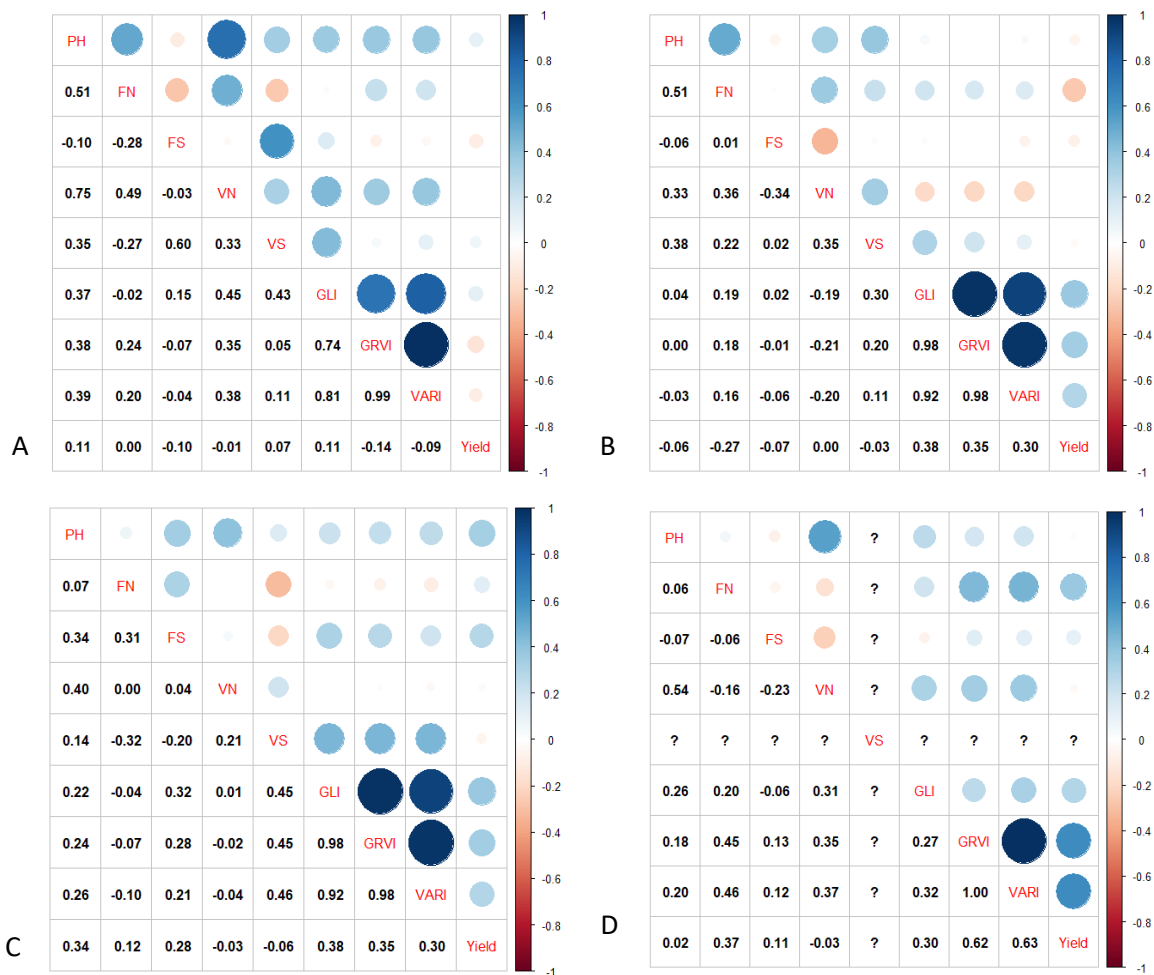 PH
0.51 FN
-0.10 -0.28 FS
0.75 0.49 -0.03 VN
0.35 -0.27 0.60 0.33 VS
0.37 -0.02 0.15 0.45 0.43 GLI
0.38 0.24 -0.07 0.35 0.05 0.74 GRVI
0.39 0.20 -0.04 0.38 0.11 0.81 0.99 VARI
0.11 0.00 -0.10 -0.01 0.07 0.11 -0.14 -0.09 Yield
1
0.8
0.6
0.4
0.2
0
-0.2
-0.4
-0.6
-0.8
-1
A
PH
0.51 FN
-0.06 0.01 FS
0.33 0.36 -0.34 VN
0.38 0.22 0.02 0.35 VS
0.04 0.19 0.02 -0.19 0.30 GLI
0.00 0.18 -0.01 -0.21 0.20 0.98 GRVI
-0.03 0.16 -0.06 -0.20 0.11 0.92 0.98 VARI
-0.06 -0.27 -0.07 0.00 -0.03 0.38 0.35 0.30 Yield
1
0.8
0.6
0.4
0.2
0
-0.2
-0.4
-0.6
-0.8
-1
B
PH
0.07 FN
0.34 0.31 FS
0.40 0.00 0.04 VN
0.14 -0.32 -0.20 0.21 VS
0.22 -0.04 0.32 0.01 0.45 GLI
0.24 -0.07 0.28 -0.02 0.45 0.98 GRVI
0.26 -0.10 0.21 -0.04 0.46 0.92 0.98 VARI
0.34 0.12 0.28 -0.03 -0.06 0.38 0.35 0.30 Yield
1
0.8
0.6
0.4
0.2
0
-0.2
-0.4
-0.6
-0.8
-1
C
PH ?
0.06 FN ?
-0.07 -0.06 FS ?
0.54 -0.16 -0.23 VN ?
? ? ? ? VS ? ? ? ?
0.26 0.20 -0.06 0.31 ? GLI
0.18 0.45 0.13 0.35 ? 0.27 GRVI
0.20 0.46 0.12 0.37 ? 0.32 1.00 VARI
0.02 0.37 0.11 -0.03 ? 0.30 0.62 0.63 Yield
1
0.8
0.6
0.4
0.2
0
-0.2
-0.4
-0.6
-0.8
-1
D